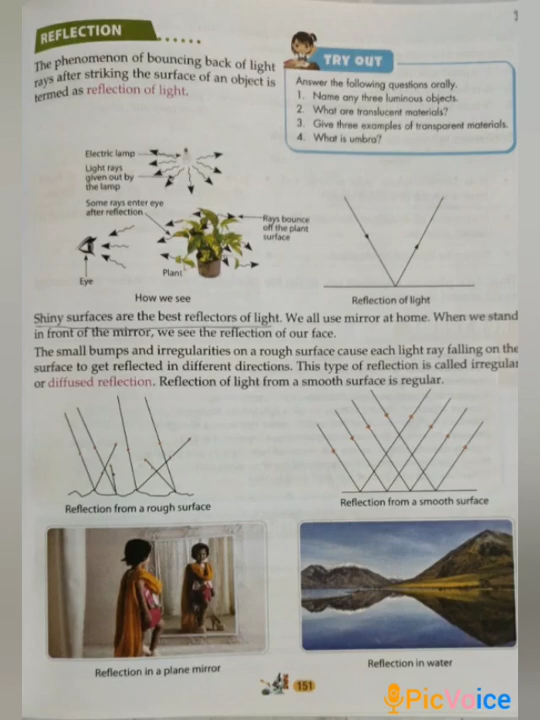 REFLECTION
The phenomenon of bouncing back of light
rays after striking the surface of an object is
termed as reflection of light.
TRY OUT
Answer the following questions orally.
1. Name any three luminous objects.
2. What are translucent materials?
3. Give three examples of transparent materials.
4. What is umbra?
Electric lamp
Light rays
given out by
the lamp
Some rays enter eye
after reflection
Rays bounce
off the plant
surface
Plant
Eye
How we see
Reflection of light
Shiny surfaces are the best reflectors of light. We all use mirror at home. When we stand
in front of the mirror, we see the reflection of our face.
The small bumps and irregularities on a rough surface cause each light ray falling on the
surface to get reflected in different directions. This type of reflection is called irregular
or diffused reflection. Reflection of light from a smooth surface is regular.
Reflection from a rough surface
Reflection from a smooth surface
Reflection in a plane mirror
Reflection in water
151
PicVoice